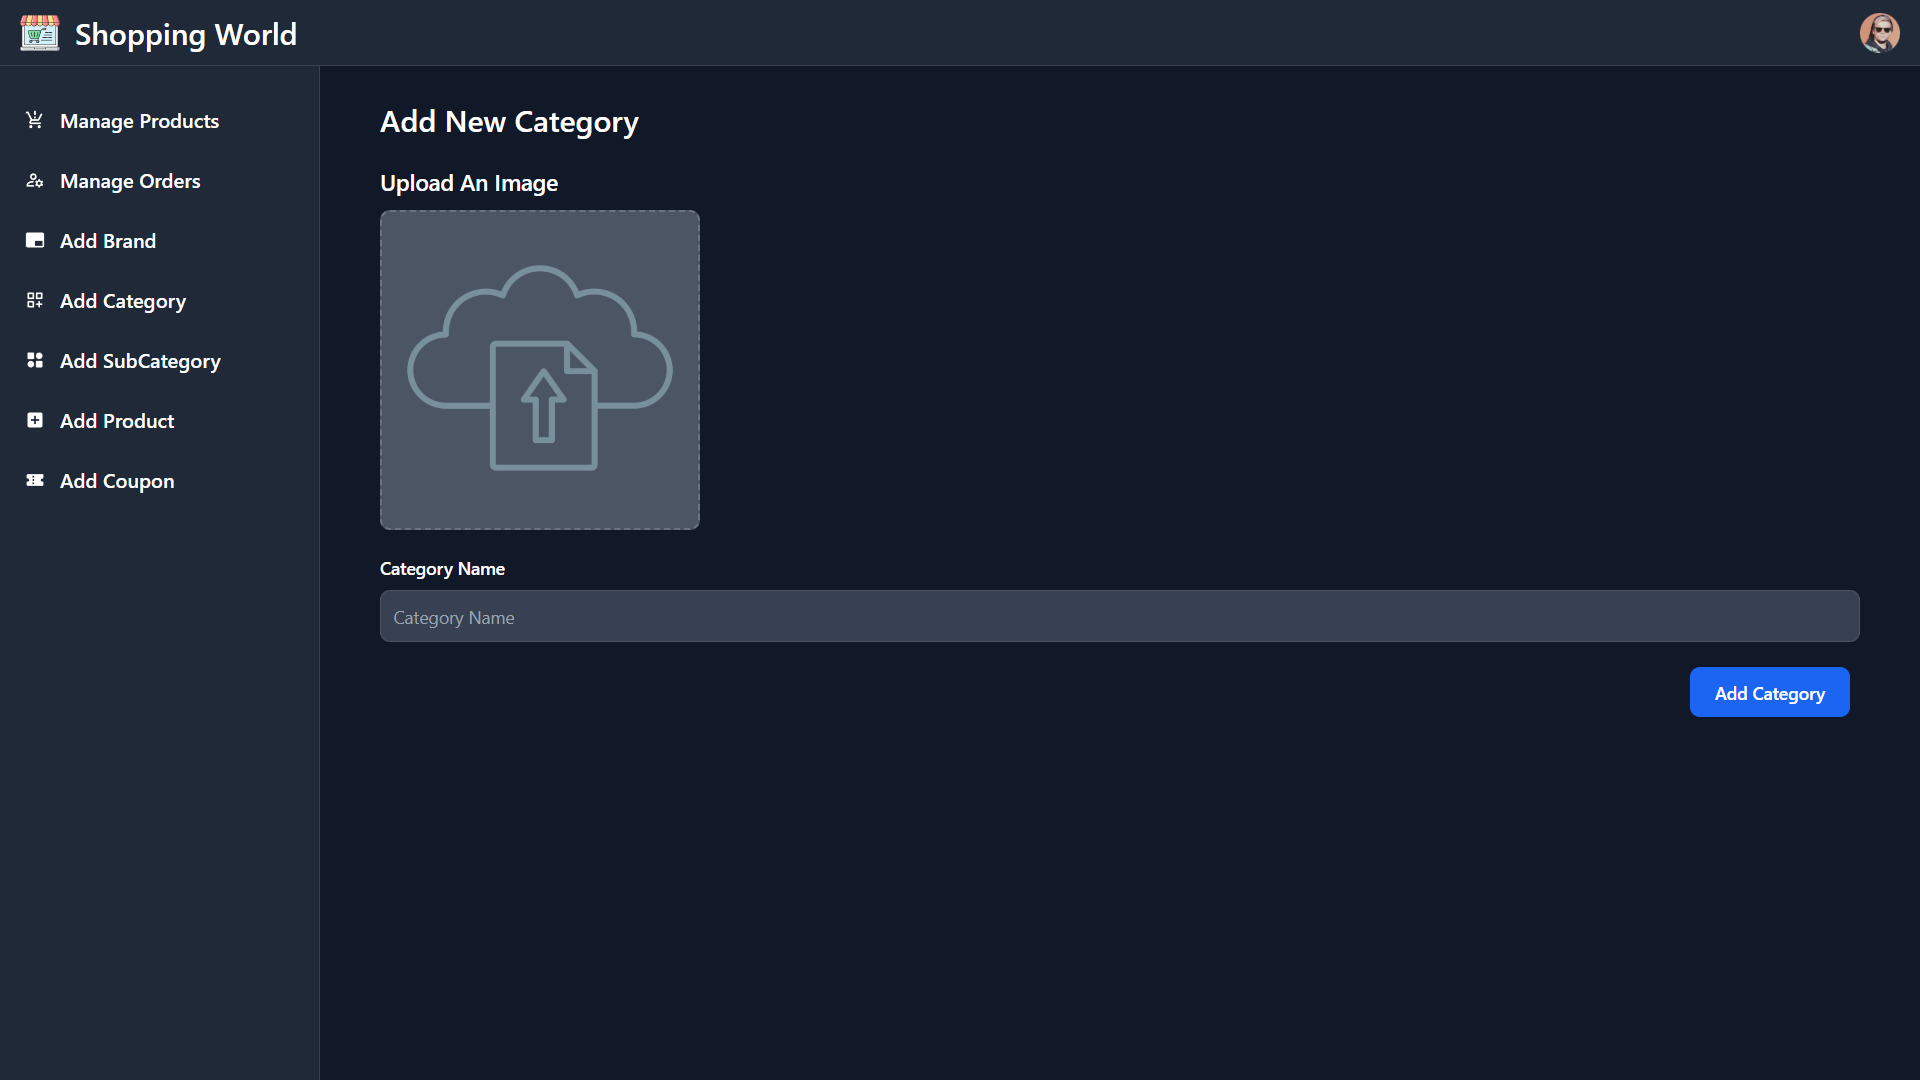 Shopping World
Manage Products
Manage Orders
Add Brand
Add Category
Add SubCategory
Add Product
Add Coupon
Add New Category
Upload An Image
Category Name
Category Name
Add Category